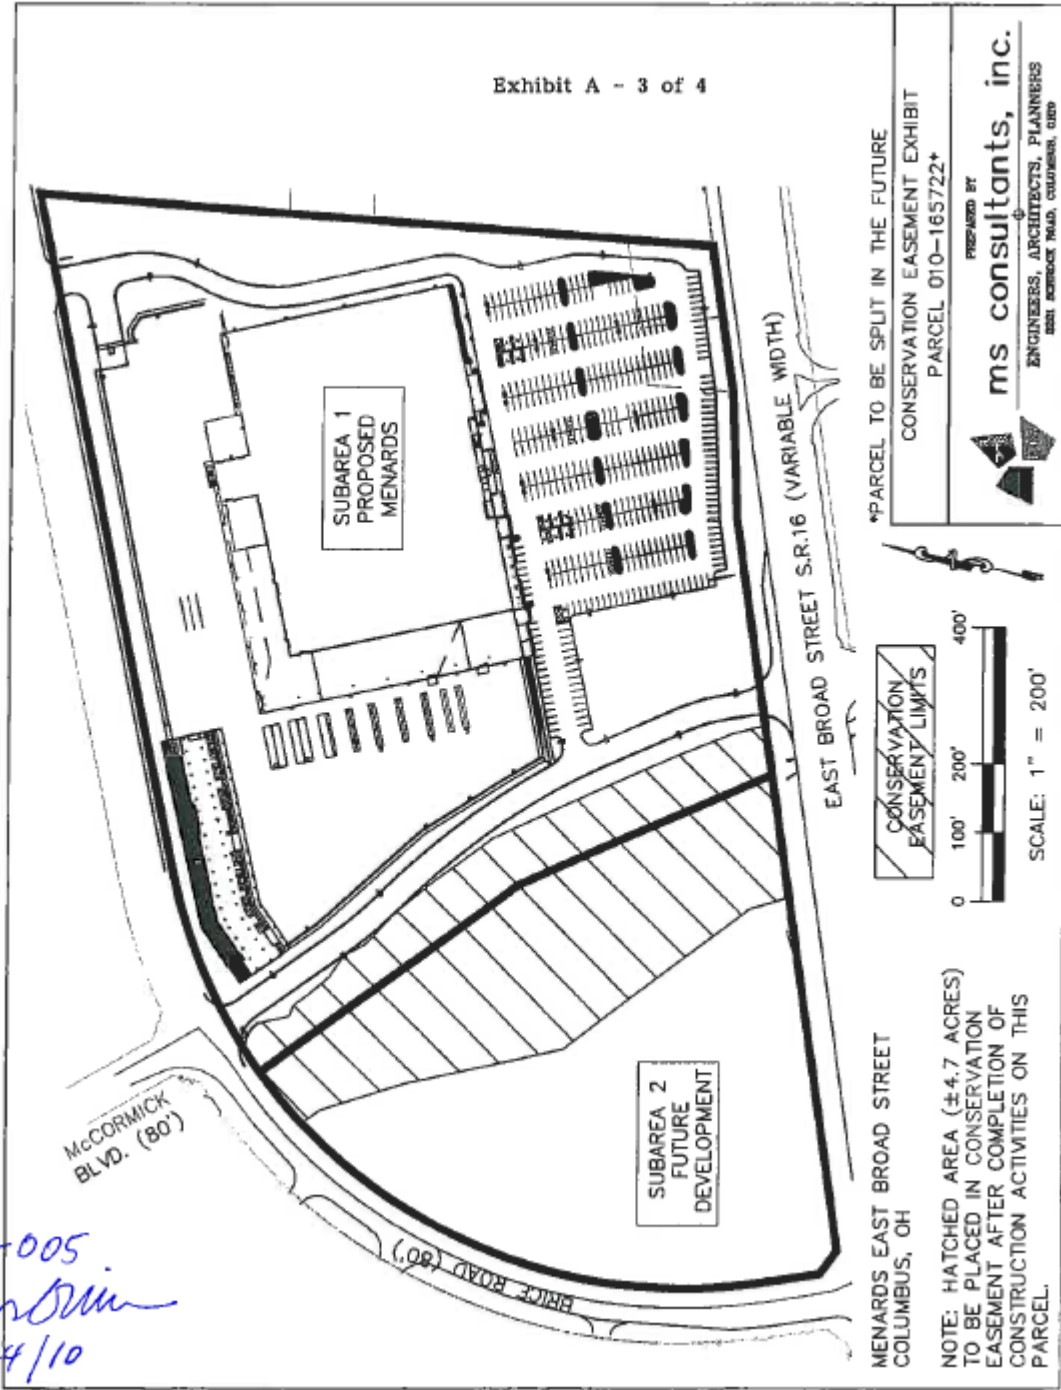 Exhibit A - 3 of 4
McCORMICK
BLVD. (80')
BRICE ROAD (80')
SUBAREA 1
PROPOSED
MENARDS
SUBAREA 2
FUTURE
DEVELOPMENT
EAST BROAD STREET S.R.16 (VARIABLE WIDTH)
MENARDS EAST BROAD STREET
COLUMBUS, OH
NOTE: HATCHED AREA (±4.7 ACRES)
TO BE PLACED IN CONSERVATION
EASEMENT AFTER COMPLETION OF
CONSTRUCTION ACTIVITIES ON THIS
PARCEL.
CONSERVATION
EASEMENT LIMITS
0 100' 200' 400'
SCALE: 1" = 200'
*PARCEL TO BE SPLIT IN THE FUTURE
CONSERVATION EASEMENT EXHIBIT
PARCEL 010-165722*
PREPARED BY
ms consultants, inc.
ENGINEERS, ARCHITECTS, PLANNERS
ROAD, COLUMBUS, OHIO
005
4/10